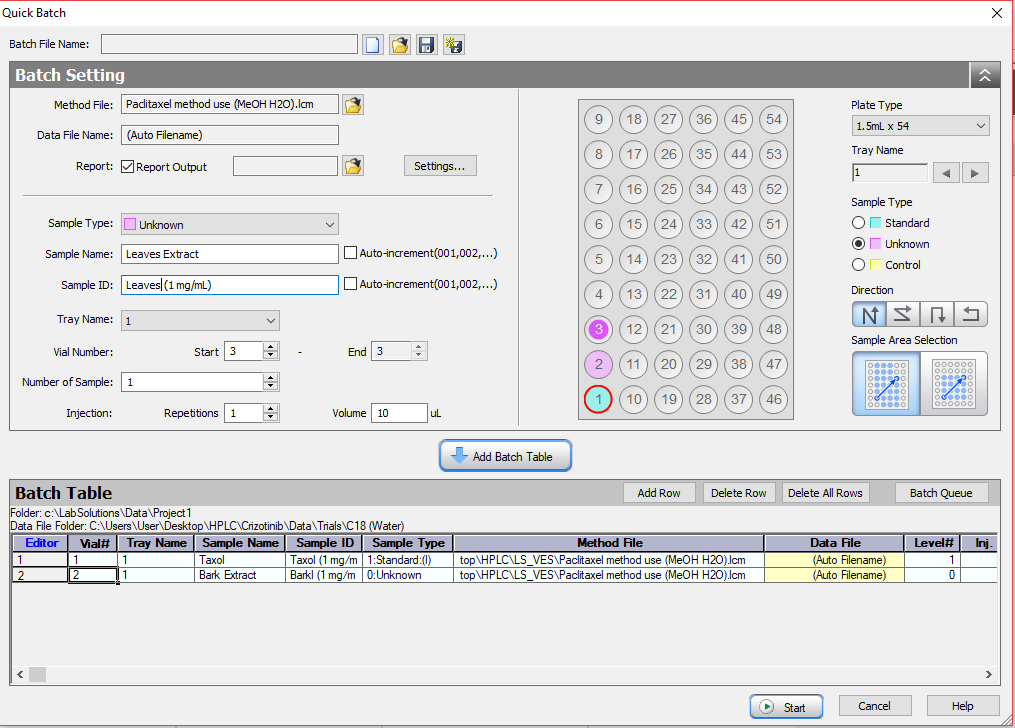 Quick Batch
Batch File Name:
Batch Setting
Method File: Paclitaxel method use (MeOH H2O).lcm
Data File Name: (Auto Filename)
Report: Report Output Settings...
Sample Type: Unknown
Sample Name: Leaves Extract Auto-increment(001,002,...)
Sample ID: Leaves (1 mg/mL) Auto-increment(001,002,...)
Tray Name: 1
Vial Number: Start 3 - End 3
Number of Sample: 1
Injection: Repetitions 1 Volume 10 uL
9 18 27 36 45 54
8 17 26 35 44 53
7 16 25 34 43 52
6 15 24 33 42 51
5 14 23 32 41 50
4 13 22 31 40 49
3 12 21 30 39 48
2 11 20 29 38 47
1 10 19 28 37 46
Plate Type
1.5mL x 54
Tray Name
1
Sample Type
Standard
Unknown
Control
Direction
Sample Area Selection
Add Batch Table
Batch Table Add Row Delete Row Delete All Rows Batch Queue
Folder: c:\LabSolutions\Data\Project1
Data File Folder: C:\Users\User\Desktop\HPLC\Crizotinib\Data\Trials\C18 (Water)
Editor Vial# Tray Name Sample Name Sample ID Sample Type Method File Data File Level# Inj.
1 1 1 Taxol Taxol (1 mg/m 1:Standard:(I) top\HPLC\LS_VES\Paclitaxel method use (MeOH H2O).lcm (Auto Filename) 1
2 2 1 Bark Extract Barkl (1 mg/m 0:Unknown top\HPLC\LS_VES\Paclitaxel method use (MeOH H2O).lcm (Auto Filename) 0
Start Cancel Help